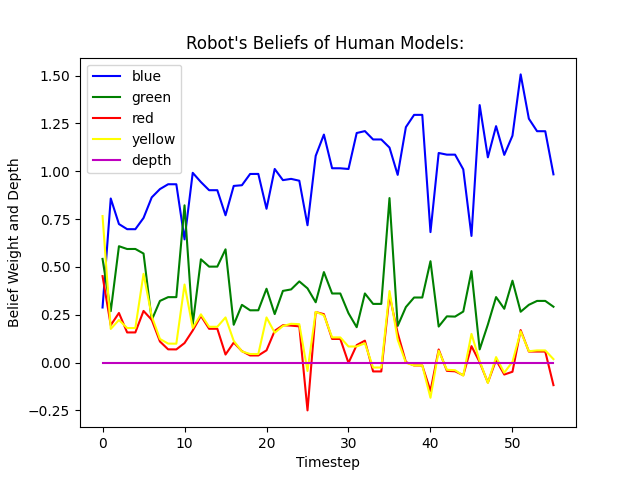 Robot's Beliefs of Human Models:
blue
green
red
yellow
depth
1.50
1.25
1.00
0.75
0.50
0.25
0.00
−0.25
Belief Weight and Depth
0 10 20 30 40 50
Timestep